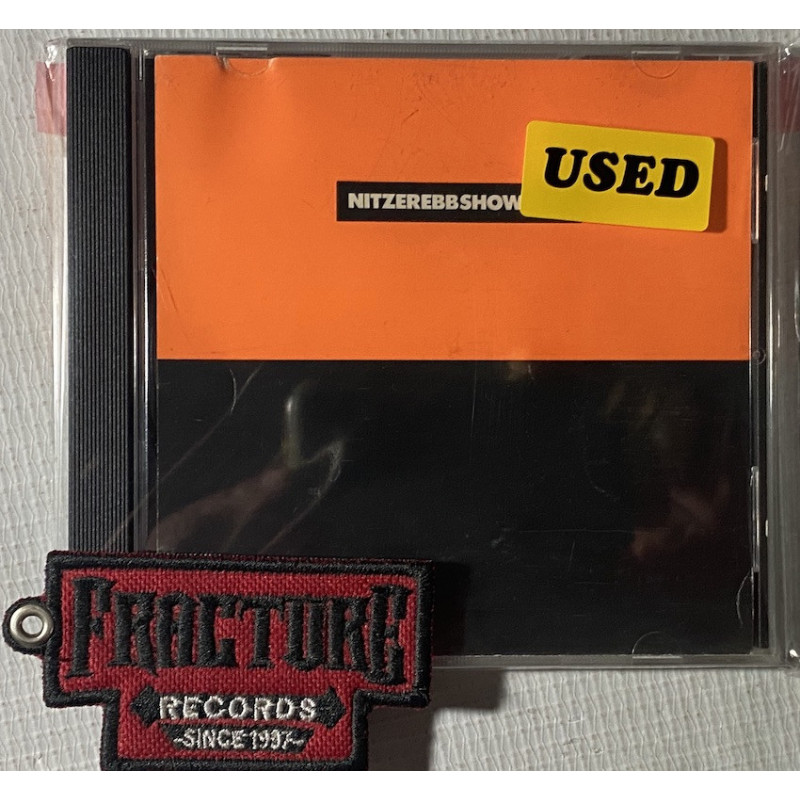 NITZEREBBSHOW
USED
FRACTURE
RECORDS
-SINCE 1997-